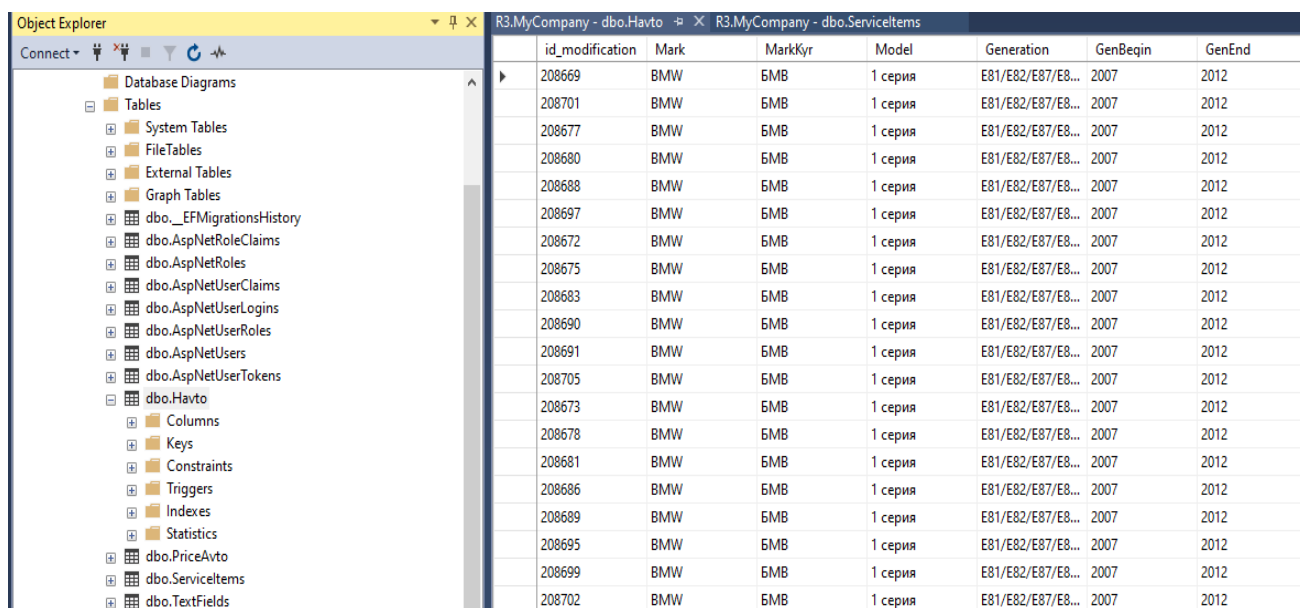 Object Explorer
Connect
Database Diagrams
Tables
System Tables
FileTables
External Tables
Graph Tables
dbo.__EFMigrationsHistory
dbo.AspNetRoleClaims
dbo.AspNetRoles
dbo.AspNetUserClaims
dbo.AspNetUserLogins
dbo.AspNetUserRoles
dbo.AspNetUsers
dbo.AspNetUserTokens
dbo.Havto
Columns
Keys
Constraints
Triggers
Indexes
Statistics
dbo.PriceAvto
dbo.ServiceItems
dbo.TextFields
R3.MyCompany - dbo.Havto R3.MyCompany - dbo.ServiceItems
id_modification Mark MarkKyr Model Generation GenBegin GenEnd
208669 BMW БМВ 1 серия E81/E82/E87/E8... 2007 2012
208701 BMW БМВ 1 серия E81/E82/E87/E8... 2007 2012
208677 BMW БМВ 1 серия E81/E82/E87/E8... 2007 2012
208680 BMW БМВ 1 серия E81/E82/E87/E8... 2007 2012
208688 BMW БМВ 1 серия E81/E82/E87/E8... 2007 2012
208697 BMW БМВ 1 серия E81/E82/E87/E8... 2007 2012
208672 BMW БМВ 1 серия E81/E82/E87/E8... 2007 2012
208675 BMW БМВ 1 серия E81/E82/E87/E8... 2007 2012
208683 BMW БМВ 1 серия E81/E82/E87/E8... 2007 2012
208690 BMW БМВ 1 серия E81/E82/E87/E8... 2007 2012
208691 BMW БМВ 1 серия E81/E82/E87/E8... 2007 2012
208705 BMW БМВ 1 серия E81/E82/E87/E8... 2007 2012
208673 BMW БМВ 1 серия E81/E82/E87/E8... 2007 2012
208678 BMW БМВ 1 серия E81/E82/E87/E8... 2007 2012
208681 BMW БМВ 1 серия E81/E82/E87/E8... 2007 2012
208686 BMW БМВ 1 серия E81/E82/E87/E8... 2007 2012
208689 BMW БМВ 1 серия E81/E82/E87/E8... 2007 2012
208695 BMW БМВ 1 серия E81/E82/E87/E8... 2007 2012
208699 BMW БМВ 1 серия E81/E82/E87/E8... 2007 2012
208702 BMW БМВ 1 серия E81/E82/E87/E8... 2007 2012